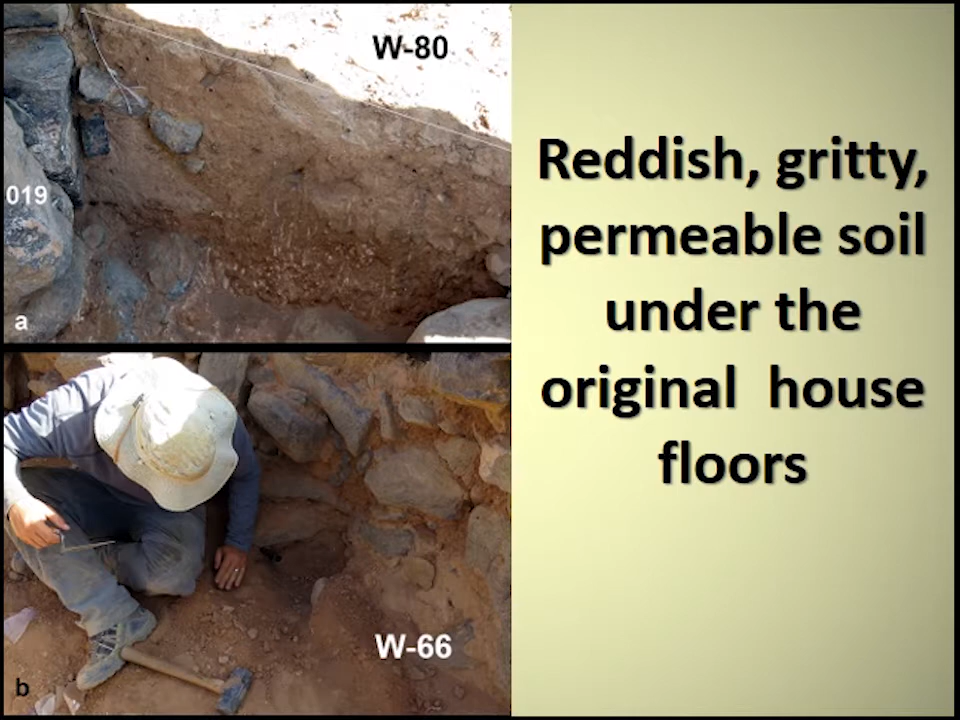 W-80
019
a
W-66
b
Reddish, gritty,
permeable soil
under the
original  house
floors